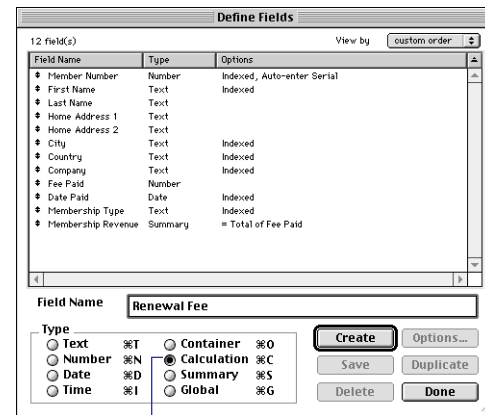 Define Fields
12 field(s) View by custom order
Field Name Type Options
Member Number Number Indexed, Auto-enter Serial
First Name Text Indexed
Last Name Text
Home Address 1 Text
Home Address 2 Text
City Text Indexed
Country Text Indexed
Company Text Indexed
Fee Paid Number
Date Paid Date Indexed
Membership Type Text Indexed
Membership Revenue Summary = Total of Fee Paid
Field Name Renewal Fee
Type
Text ⌘T Container ⌘O Create Options...
Number ⌘N Calculation ⌘C
Date ⌘D Summary ⌘S Save Duplicate
Time ⌘I Global ⌘G Delete Done